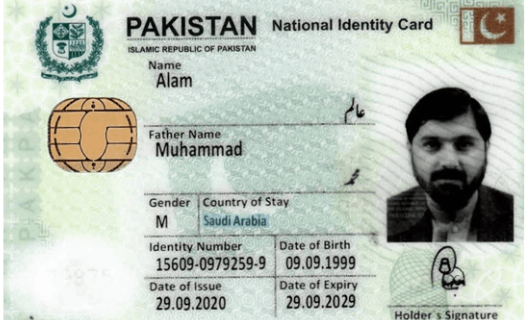 PAKISTAN National Identity Card
ISLAMIC REPUBLIC OF PAKISTAN
Name
Alam
عالم
Father Name
Muhammad
محمد
Gender Country of Stay
M Saudi Arabia
Identity Number Date of Birth
15609-0979259-9 09.09.1999
Date of Issue Date of Expiry
29.09.2020 29.09.2029
Holder's Signature